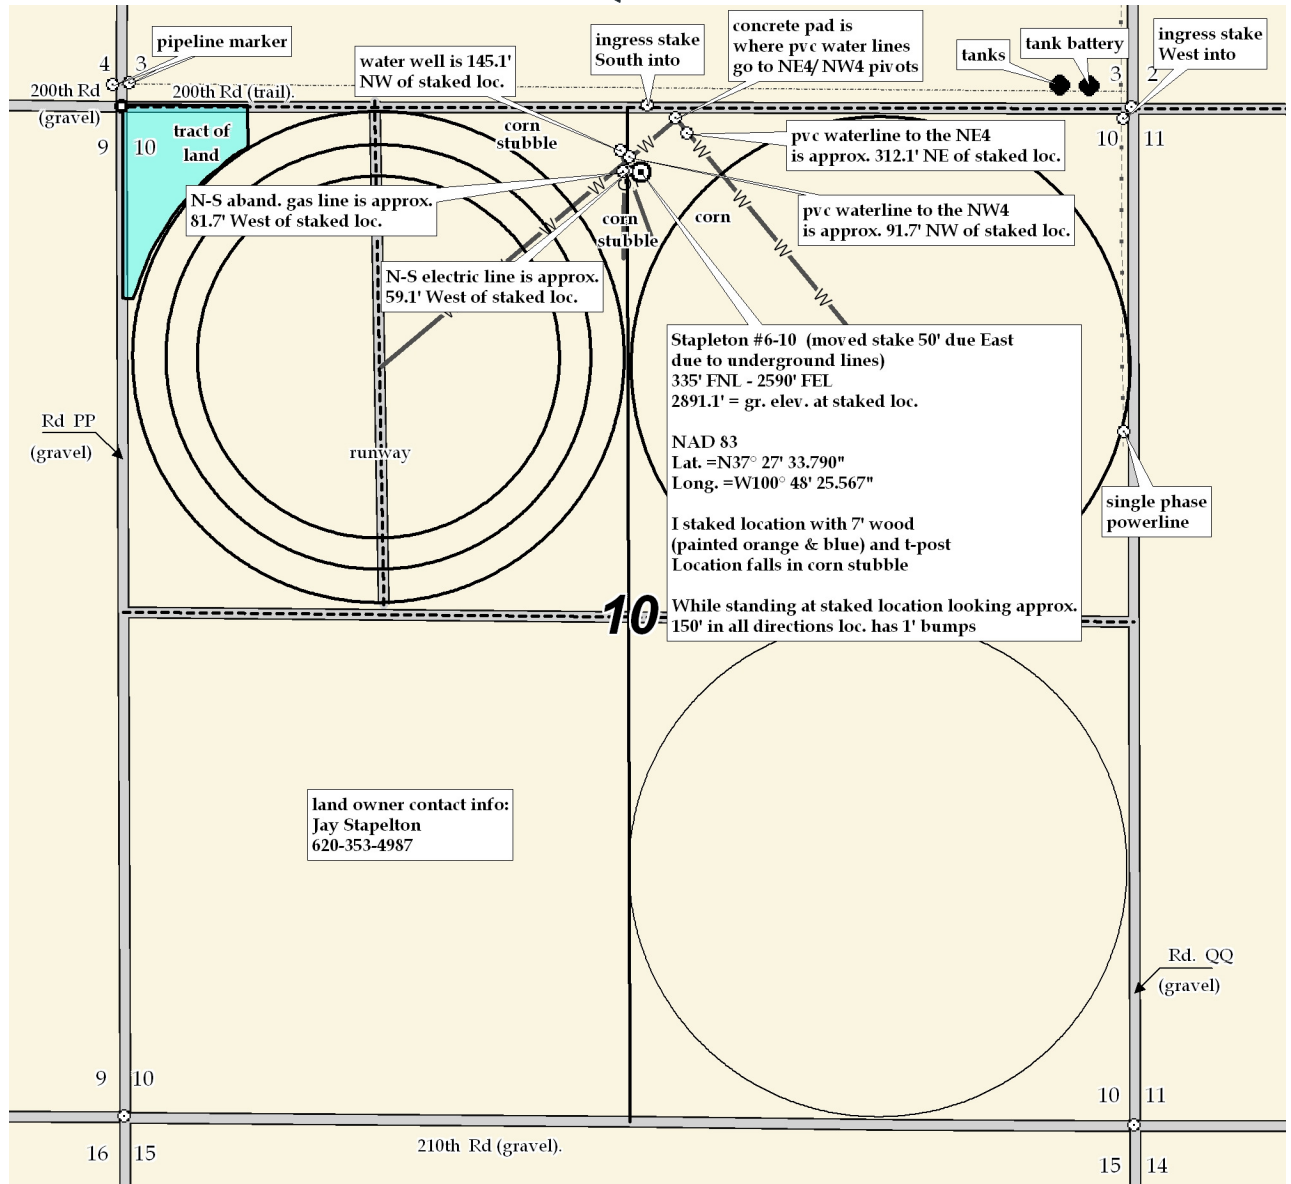 pipeline marker
4
3
200th Rd
(gravel)
200th Rd (trail).
9
10
tract of
land
water well is 145.1'
NW of staked loc.
corn
stubble
ingress stake
South into
concrete pad is
where pvc water lines
go to NE4/NW4 pivots
tanks
tank battery
ingress stake
West into
3
2
10
11
pvc waterline to the NE4
is approx. 312.1' NE of staked loc.
N-S aband. gas line is approx.
81.7' West of staked loc.
pvc waterline to the NW4
is approx. 91.7' NW of staked loc.
W
W
W
W
W
W
W
W
G
corn
stubble
corn
N-S electric line is approx.
59.1' West of staked loc.
Stapleton #6-10 (moved stake 50' due East
due to underground lines)
335' FNL - 2590' FEL
2891.1' = gr. elev. at staked loc.
NAD 83
Lat. =N37° 27' 33.790"
Long. =W100° 48' 25.567"
I staked location with 7' wood
(painted orange & blue) and t-post
Location falls in corn stubble
While standing at staked location looking approx.
150' in all directions loc. has 1' bumps
Rd PP
(gravel)
runway
single phase
powerline
10
land owner contact info:
Jay Stapelton
620-353-4987
Rd. QQ
(gravel)
9
10
10
11
16
15
210th Rd (gravel).
15
14